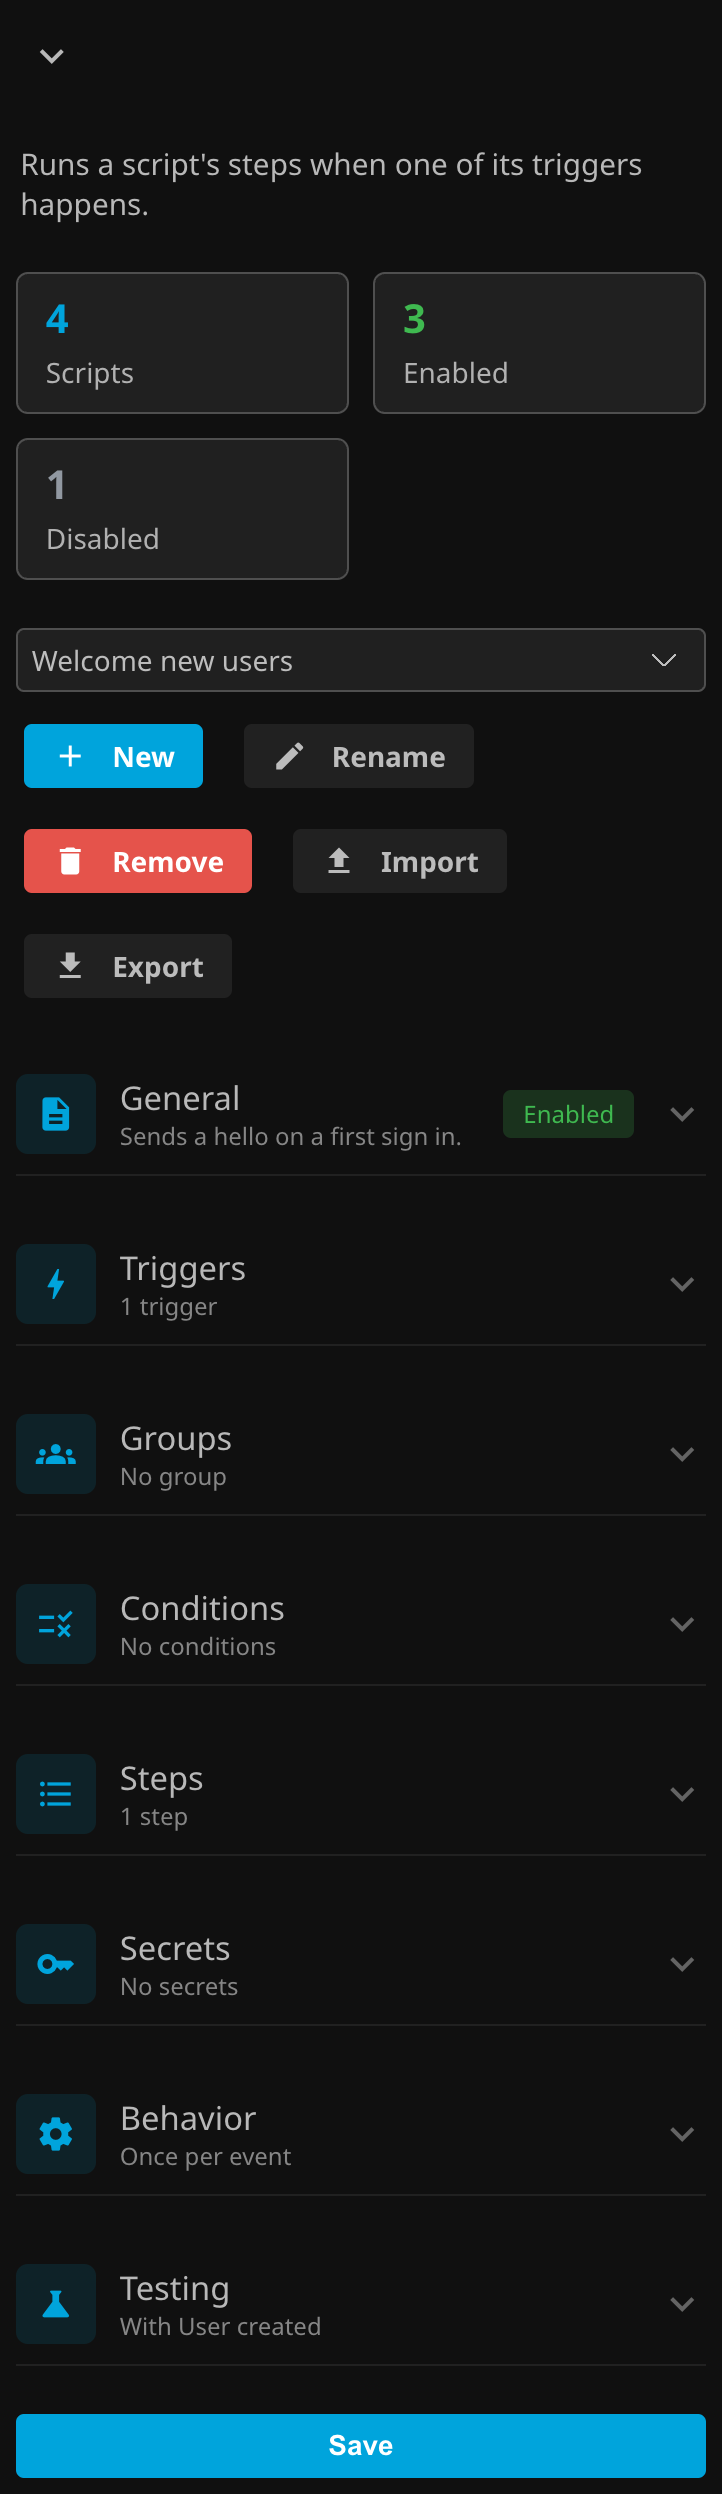 Runs a script's steps when one of its triggers
happens.
4
Scripts
3
Enabled
1
Disabled
Welcome new users
New
Rename
Remove
Import
Export
General
Sends a hello on a first sign in.
Enabled
Triggers
1 trigger
Groups
No group
Conditions
No conditions
Steps
1 step
Secrets
No secrets
Behavior
Once per event
Testing
With User created
Save